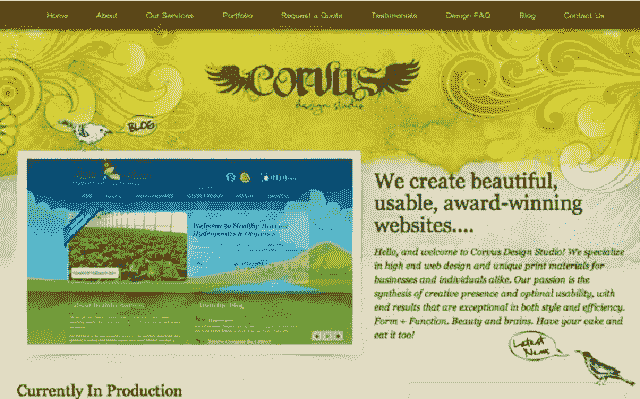 Home About Our Services Portfolio Request a Quote Testimonials Design FAQ Blog Contact Us
corvus
design studio
BLOG
Welcome to Healthy
We create beautiful,
usable, award-winning
websites....
Hello, and welcome to Corvus Design Studio! We specialize
in high end web design and unique print materials for
businesses and individuals alike. Our passion is the
synthesis of creative presence and optimal usability, with
end results that are exceptional in both style and efficiency.
Form + Function. Beauty and brains. Have your cake and
eat it too!
Latest
News
Currently In Production